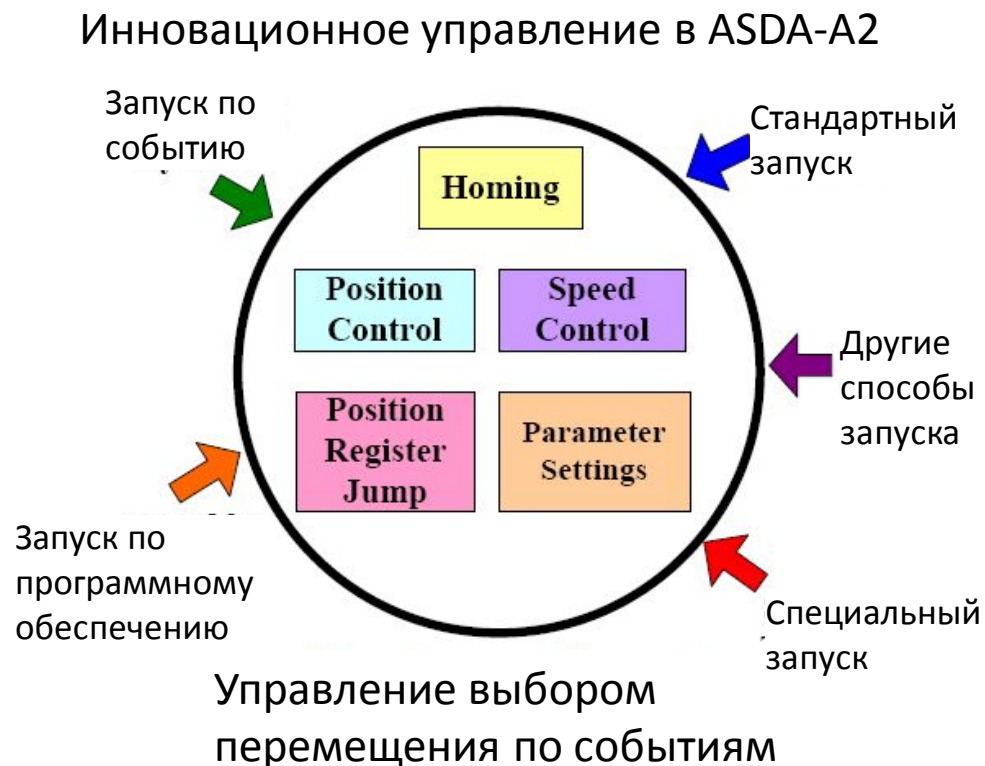 Инновационное управление в ASDA-A2
Запуск по
событию
Стандартный
запуск
Homing
Position
Control
Speed
Control
Другие
способы
запуска
Position
Register
Jump
Parameter
Settings
Запуск по
программному
обеспечению
Специальный
запуск
Управление выбором
перемещения по событиям